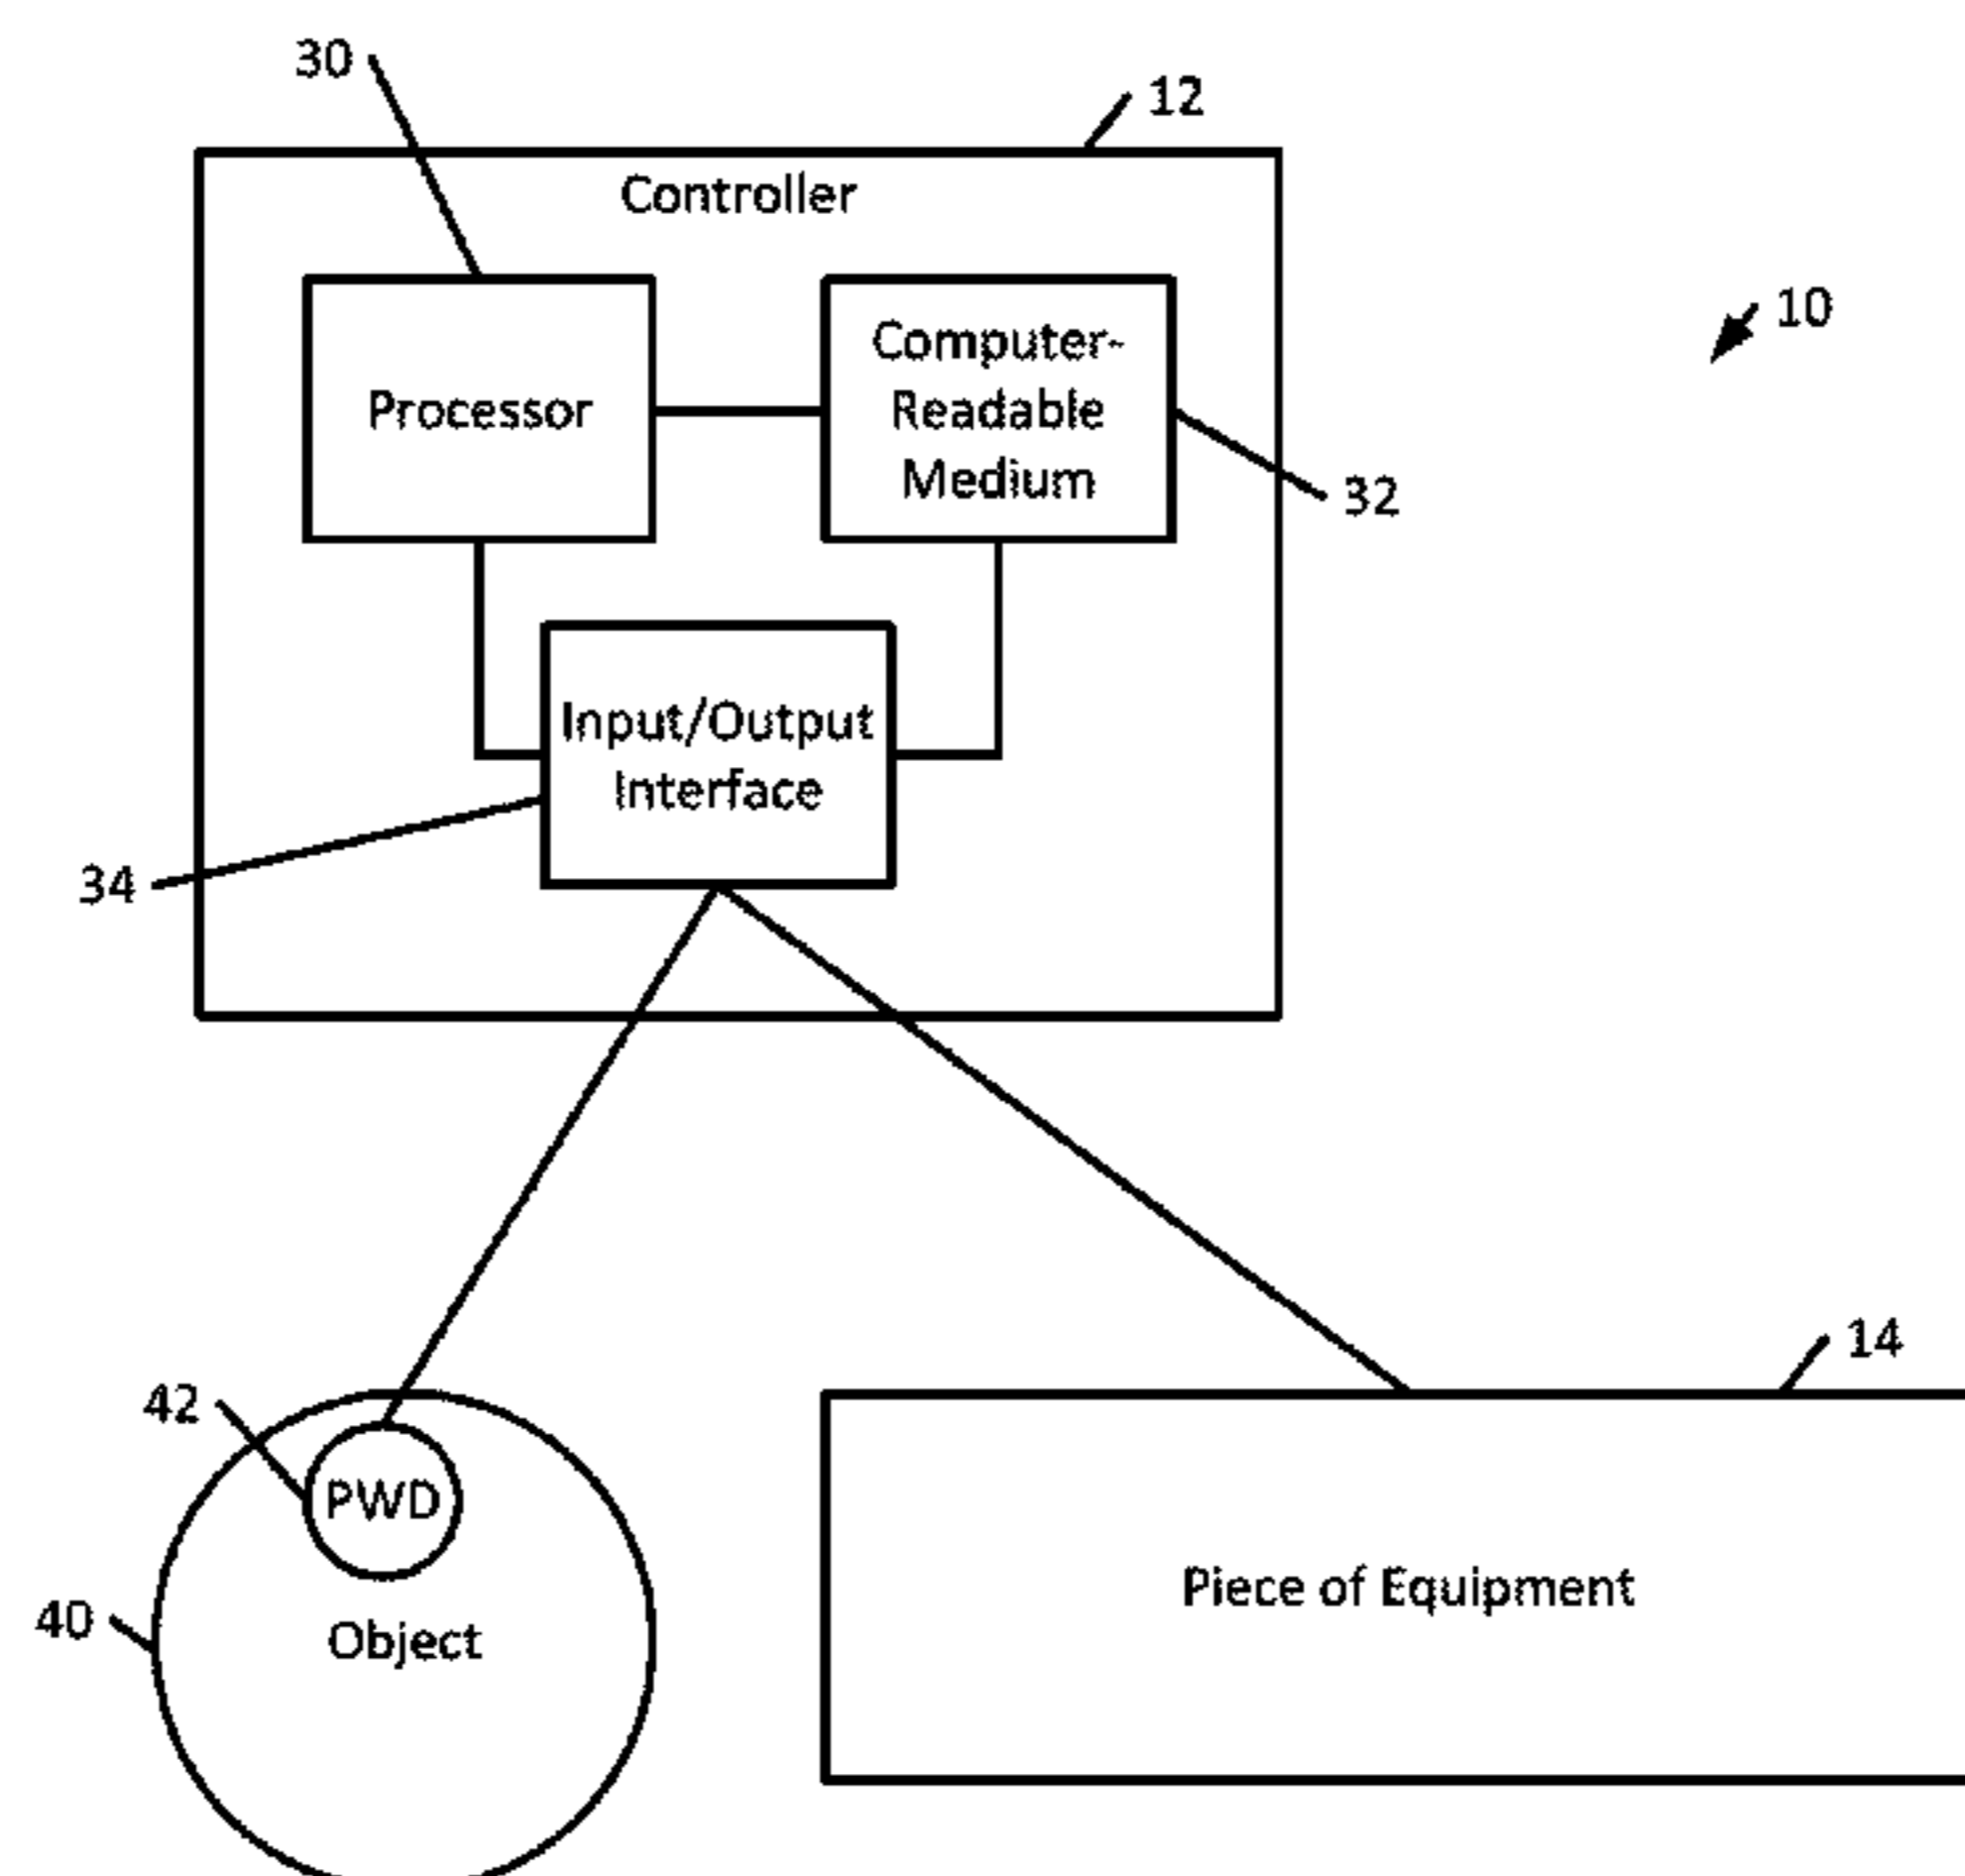 30
12
Controller
10
Processor
Computer-
Readable
Medium
32
Input/Output
Interface
34
14
42
PWD
Piece of Equipment
40
Object